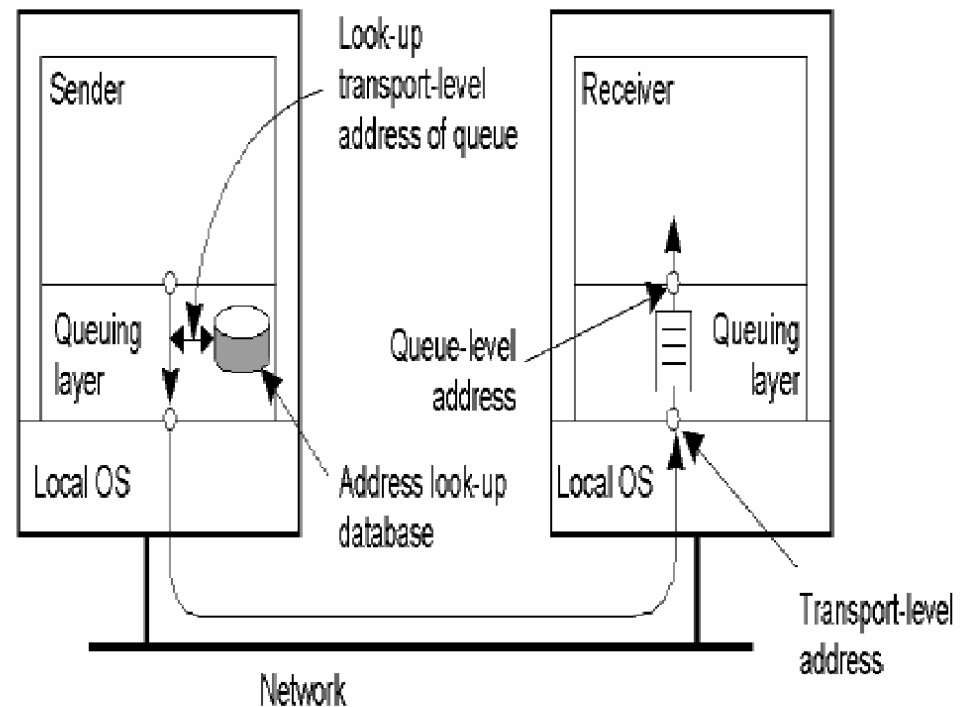 Look-up
transport-level
address of queue
Sender
Receiver
Queuing
layer
Queue-level
address
Queuing
layer
Local OS
Address look-up
database
Local OS
Transport-level
address
Network